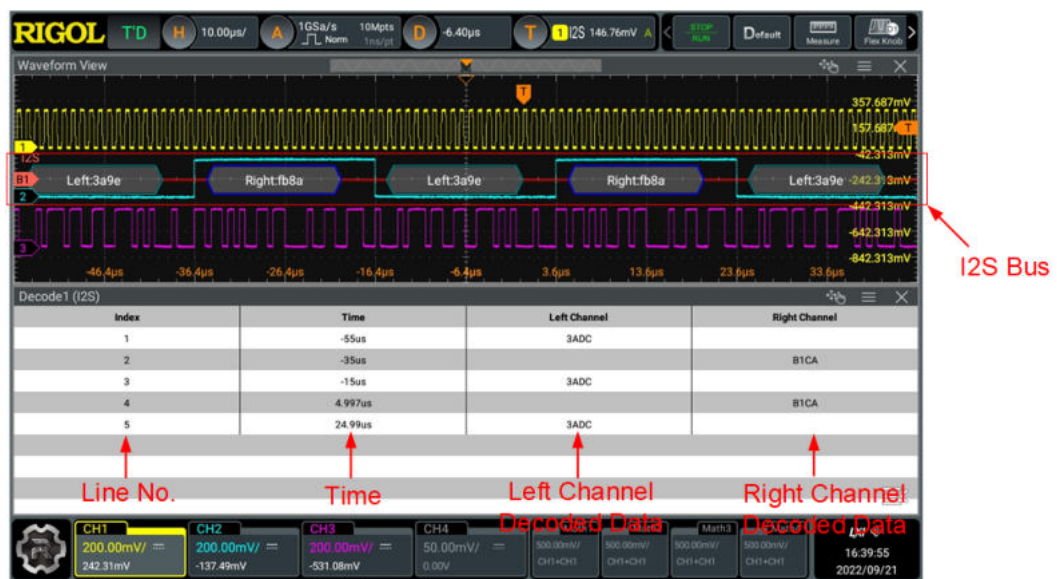 RIGOL T'D H 10.00μs/ A 1GSa/s 10Mpts D -6.40μs T 1 I2S 146.76mV A < STOP Default Measure Flex Knob >
Norm 1ns/pt RUN
Waveform View
T
357.687mV
157.687 T
1
-42.313mV
I2S
B1 Left:3a9e Right:fb8a Left:3a9e Right:fb8a Left:3a9e -242.313mV
2
-442.313mV
-642.313mV
3
-842.313mV
I2S Bus
-46.4μs -36.4μs -26.4μs -16.4μs -6.4μs 3.6μs 13.6μs 23.6μs 33.6μs
Decode1 (I2S)
Index Time Left Channel Right Channel
1 -55us 3ADC
2 -35us B1CA
3 -15us 3ADC
4 4.997us B1CA
5 24.99us 3ADC
Line No. Time Left Channel Decoded Data Right Channel Decoded Data
CH1 CH2 CH3 CH4 Math3
200.00mV/ 200.00mV/ 200.00mV/ 50.00mV/ 500.00mV/ 500.00mV/ 500.00mV/ 500.00mV/
242.31mV -137.49mV -531.08mV 0.00V CH1+CH1 CH1+CH1 CH1+CH1 CH1+CH1
16:39:55
2022/09/21